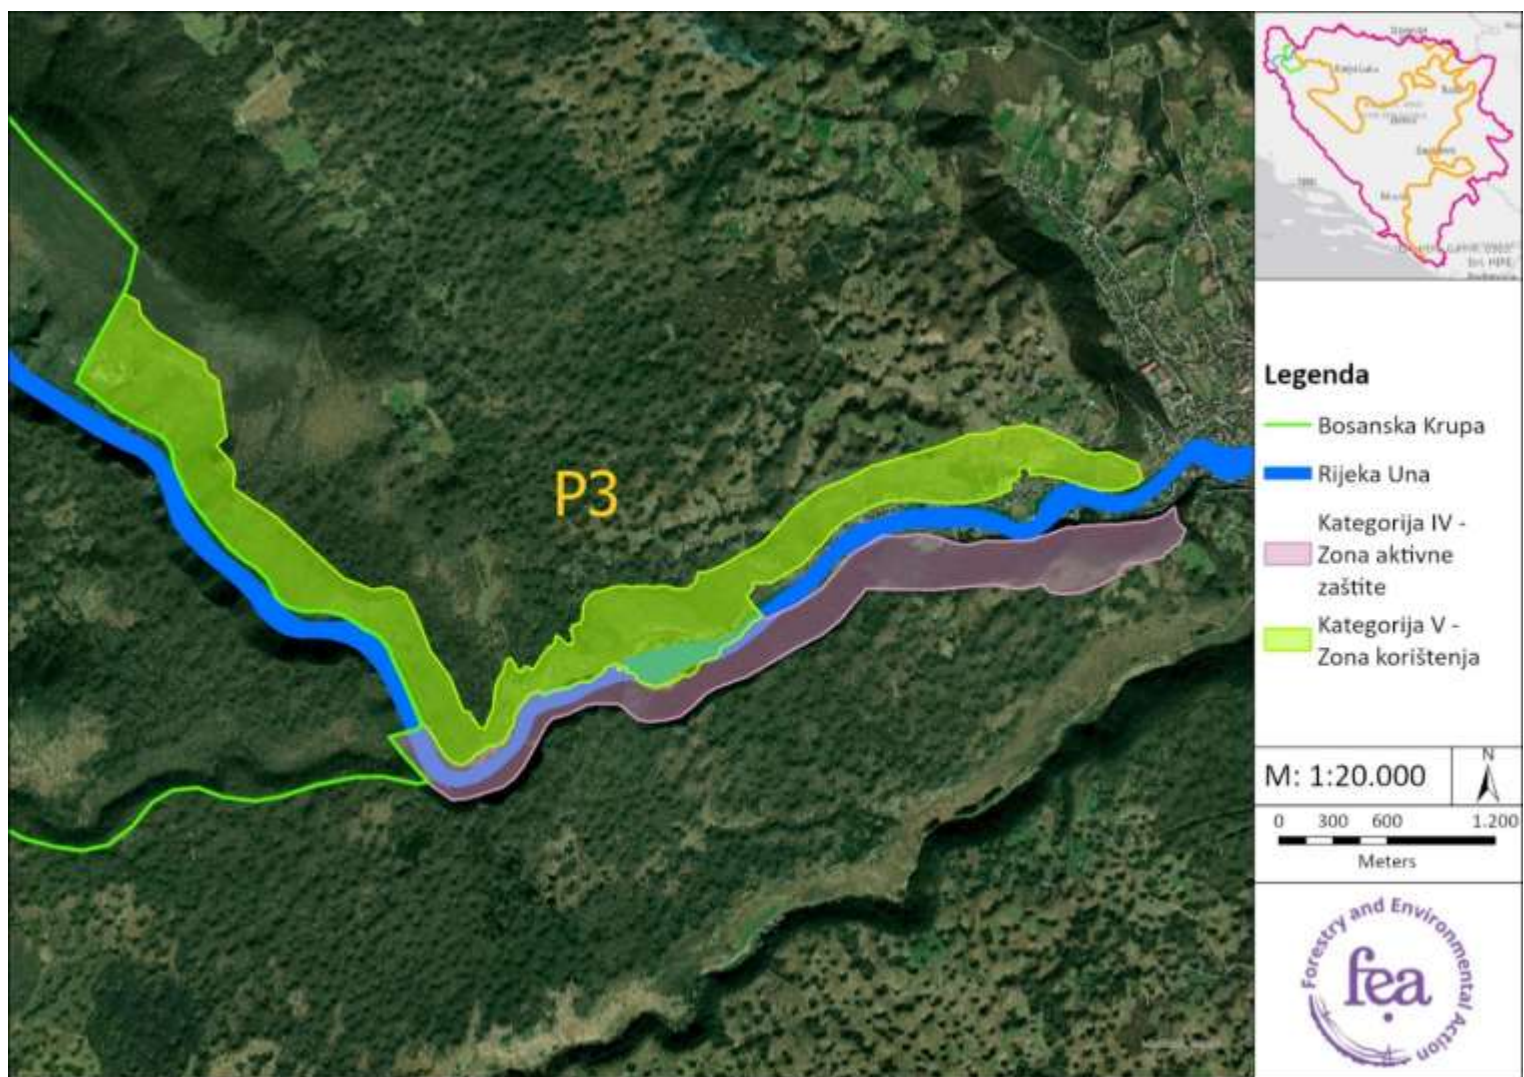 P3
Legenda
Bosanska Krupa
Rijeka Una
Kategorija IV -
Zona aktivne
zaštite
Kategorija V -
Zona korištenja
M: 1:20.000
N
0 300 600 1.200
Meters
Forestry and Environmental Action
fea